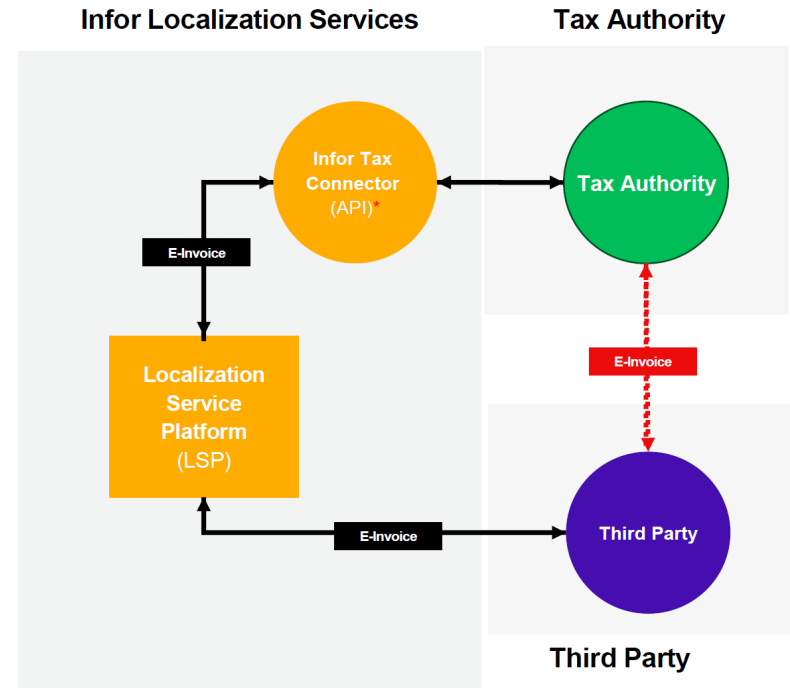 Infor Localization Services
Tax Authority
Infor Tax
Connector
(API)*
Tax Authority
E-Invoice
Localization
Service
Platform
(LSP)
E-Invoice
E-Invoice
Third Party
Third Party